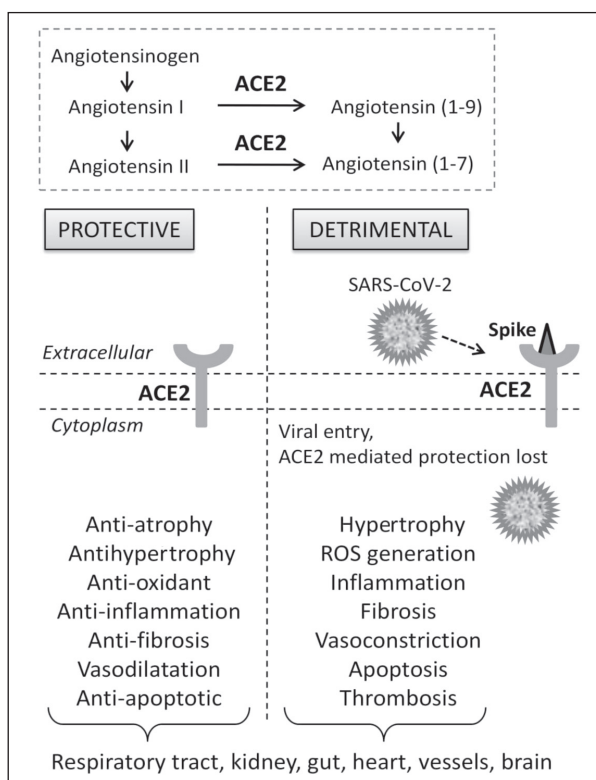 Angiotensinogen
ACE2
Angiotensin I
Angiotensin (1-9)
ACE2
Angiotensin II
Angiotensin (1-7)
PROTECTIVE
DETRIMENTAL
SARS-CoV-2
Spike
Extracellular
ACE2
ACE2
Cytoplasm
Viral entry,
ACE2 mediated protection lost
Anti-atrophy
Antihypertrophy
Anti-oxidant
Anti-inflammation
Anti-fibrosis
Vasodilatation
Anti-apoptotic
Hypertrophy
ROS generation
Inflammation
Fibrosis
Vasoconstriction
Apoptosis
Thrombosis
Respiratory tract, kidney, gut, heart, vessels, brain